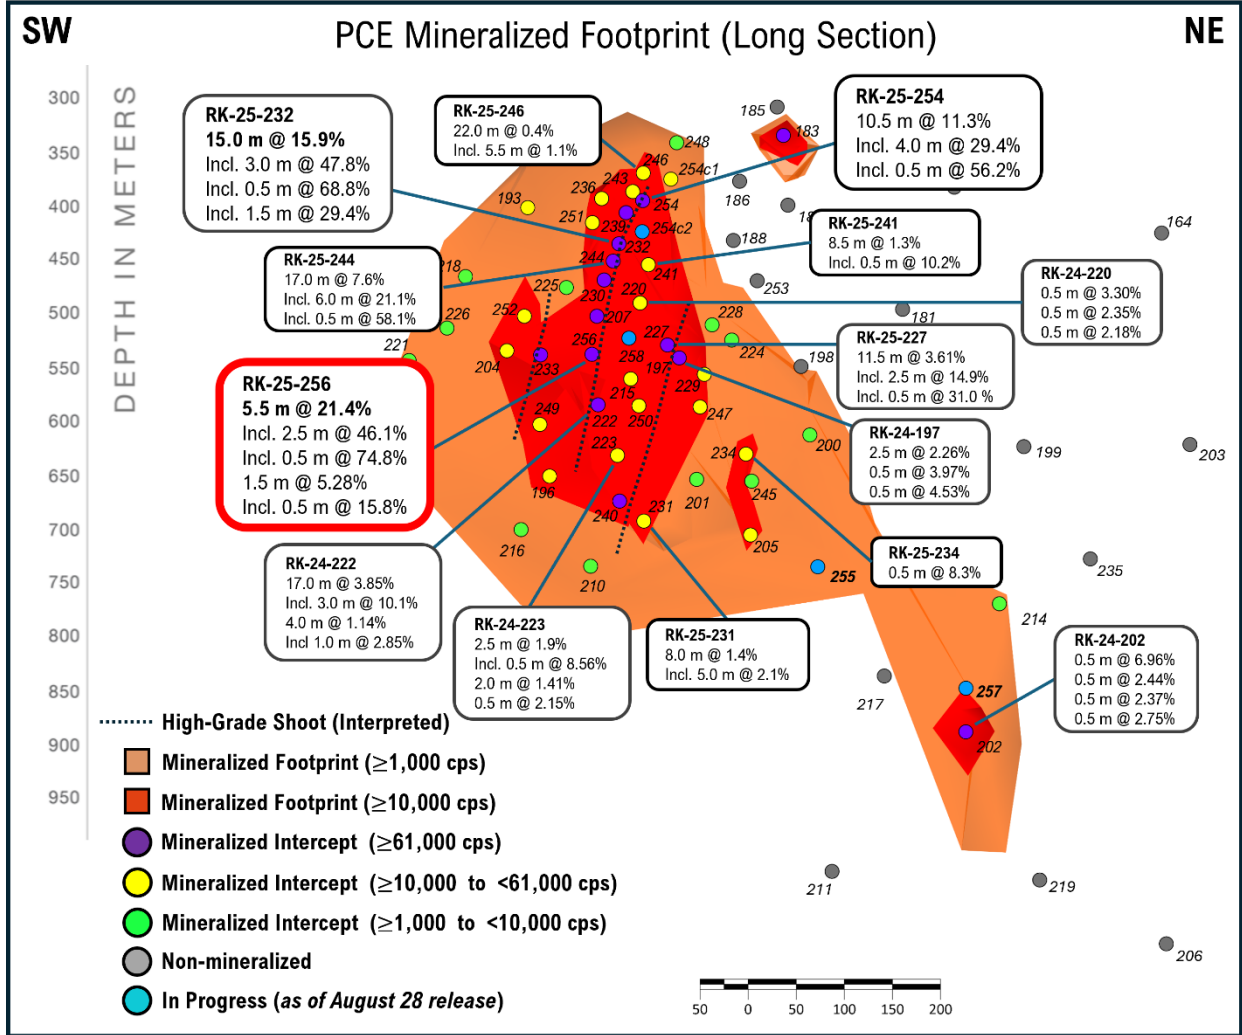 SW
PCE Mineralized Footprint (Long Section)
NE
DEPTH IN METERS
300
350
400
450
500
550
600
650
700
750
800
850
900
950
RK-25-232
15.0 m @ 15.9%
Incl. 3.0 m @ 47.8%
Incl. 0.5 m @ 68.8%
Incl. 1.5 m @ 29.4%
RK-25-246
22.0 m @ 0.4%
Incl. 5.5 m @ 1.1%
RK-25-254
10.5 m @ 11.3%
Incl. 4.0 m @ 29.4%
Incl. 0.5 m @ 56.2%
RK-25-241
8.5 m @ 1.3%
Incl. 0.5 m @ 10.2%
RK-25-244
17.0 m @ 7.6%
Incl. 6.0 m @ 21.1%
Incl. 0.5 m @ 58.1%
RK-24-220
0.5 m @ 3.30%
0.5 m @ 2.35%
0.5 m @ 2.18%
RK-25-227
11.5 m @ 3.61%
Incl. 2.5 m @ 14.9%
Incl. 0.5 m @ 31.0 %
RK-25-256
5.5 m @ 21.4%
Incl. 2.5 m @ 46.1%
Incl. 0.5 m @ 74.8%
1.5 m @ 5.28%
Incl. 0.5 m @ 15.8%
RK-24-197
2.5 m @ 2.26%
0.5 m @ 3.97%
0.5 m @ 4.53%
RK-25-234
0.5 m @ 8.3%
RK-24-222
17.0 m @ 3.85%
Incl. 3.0 m @ 10.1%
4.0 m @ 1.14%
Incl 1.0 m @ 2.85%
RK-24-223
2.5 m @ 1.9%
Incl. 0.5 m @ 8.56%
2.0 m @ 1.41%
0.5 m @ 2.15%
RK-25-231
8.0 m @ 1.4%
Incl. 5.0 m @ 2.1%
RK-24-202
0.5 m @ 6.96%
0.5 m @ 2.44%
0.5 m @ 2.37%
0.5 m @ 2.75%
185
183
248
246
254c1
243
236
186
193
254
251
239
254c2
164
232
188
244
241
218
225
230
220
253
252
207
228
181
226
227
221
256
258
224
204
233
197
198
229
215
249
222
250
247
223
234
200
199
203
196
245
201
240
231
205
216
210
255
235
214
217
257
202
211
219
206
High-Grade Shoot (Interpreted)
Mineralized Footprint (≥1,000 cps)
Mineralized Footprint (≥10,000 cps)
Mineralized Intercept (≥61,000 cps)
Mineralized Intercept (≥10,000 to <61,000 cps)
Mineralized Intercept (≥1,000 to <10,000 cps)
Non-mineralized
In Progress (as of August 28 release)
50 0 50 100 150 200